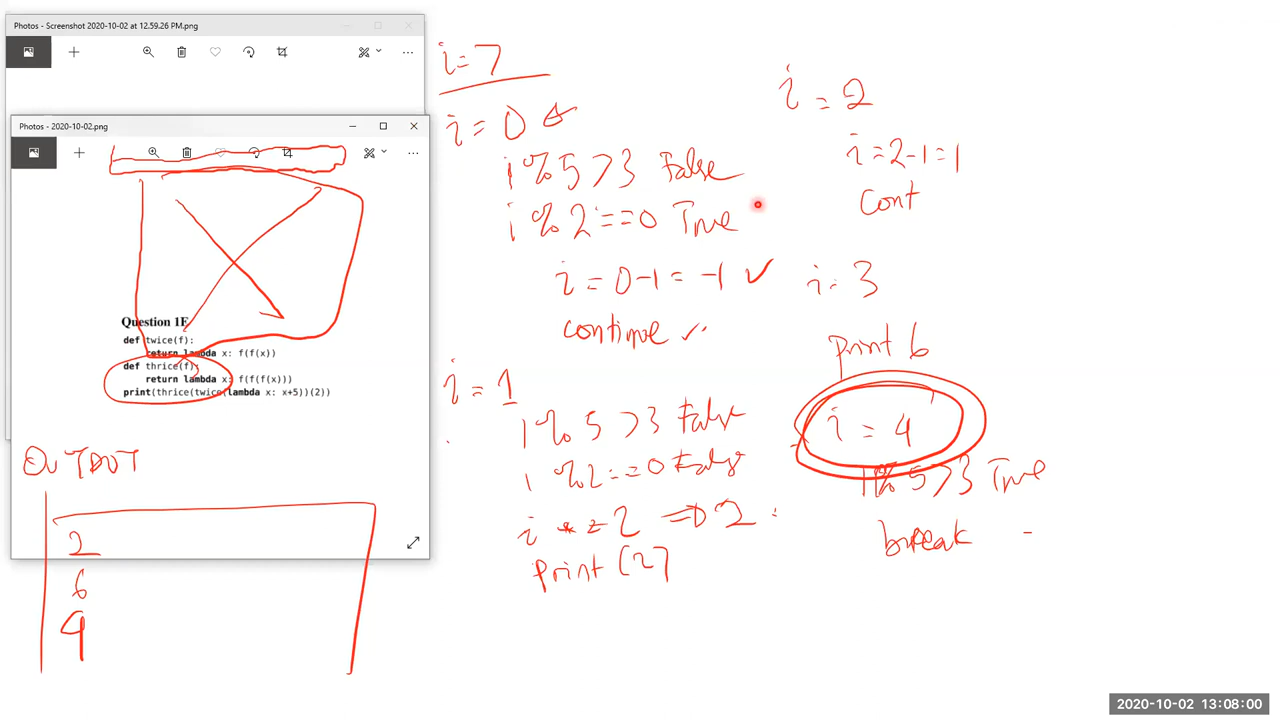 Photos - Screenshot 2020-10-02 at 12.59.26 PM.png
Photos - 2020-10-02.png
Question 1E
def twice(f):
return lambda x: f(f(x))
def thrice(f):
return lambda x: f(f(f(x)))
print(thrice(twice(lambda x: x+5))(2))
OUTPUT
2
6
4
i=7
i=0
i%5>3 False
i%2==0 True
i=0-1=-1
continue
i=1
i%5>3 False
i%2==0 False
i*=2 => 2
print(2)
i=2
i=2-1=1
Cont
i=3
print 6
i=4
i%5>3 True
break
2020-10-02 13:08:00